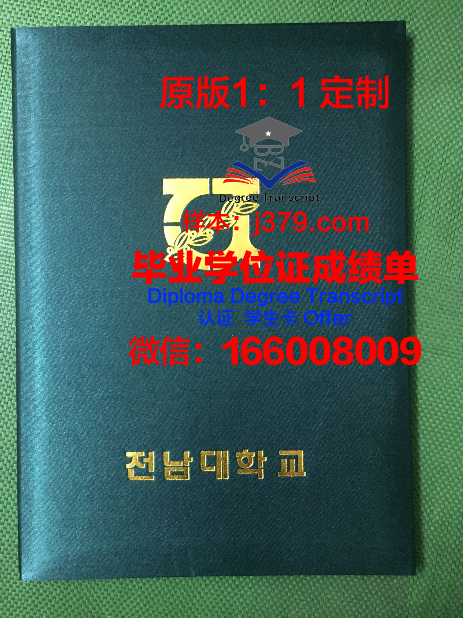 原版1：1 定制
Degree Transcript
样本：j379.com
毕业学位证成绩单
Diploma Degree Transcript
认证 学生卡 Offer
微信：166008009
전남대학교